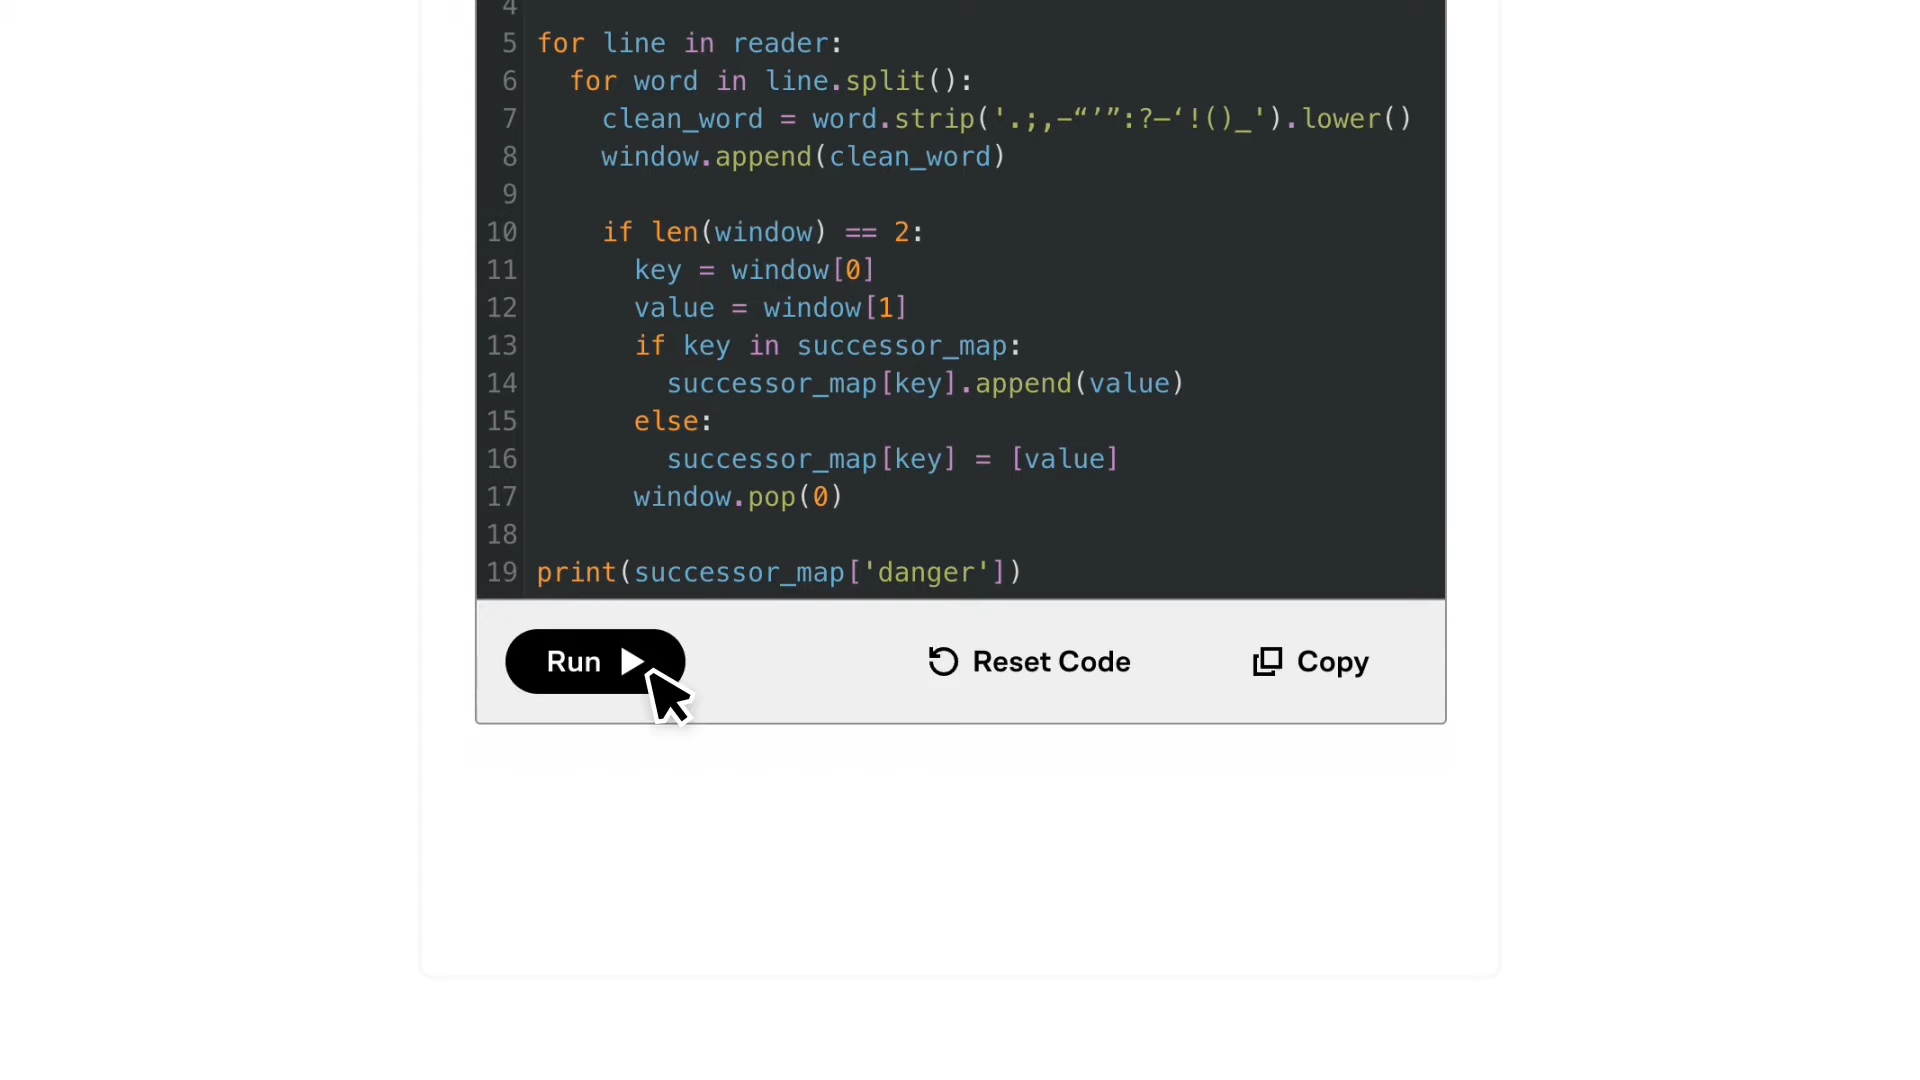 4
5 for line in reader:
6 for word in line.split():
7 clean_word = word.strip('.;,—“’”:?—‘!()_').lower()
8 window.append(clean_word)
9
10 if len(window) == 2:
11 key = window[0]
12 value = window[1]
13 if key in successor_map:
14 successor_map[key].append(value)
15 else:
16 successor_map[key] = [value]
17 window.pop(0)
18
19 print(successor_map['danger'])
Run Reset Code Copy